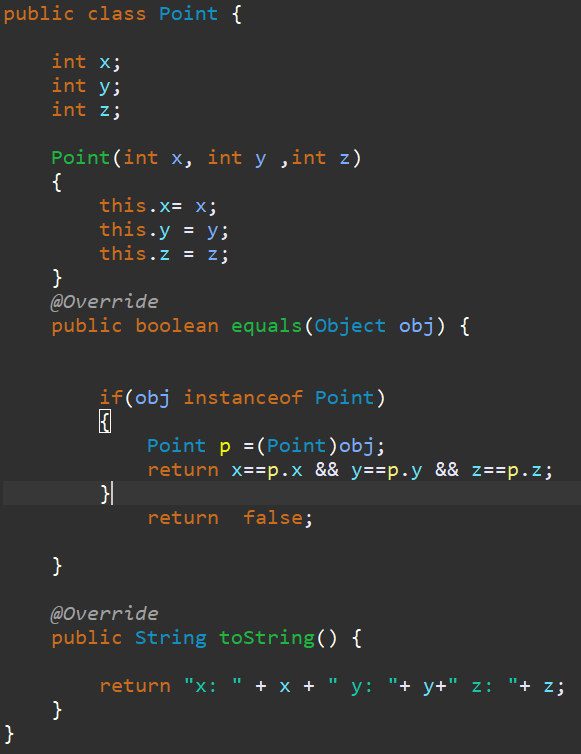 public class Point {
int x;
int y;
int z;
Point(int x, int y ,int z)
{
this.x= x;
this.y = y;
this.z = z;
}
@Override
public boolean equals(Object obj) {
if(obj instanceof Point)
{
Point p =(Point)obj;
return x==p.x && y==p.y && z==p.z;
}
return  false;
}
@Override
public String toString() {
return "x: " + x + " y: "+ y+" z: "+ z;
}
}